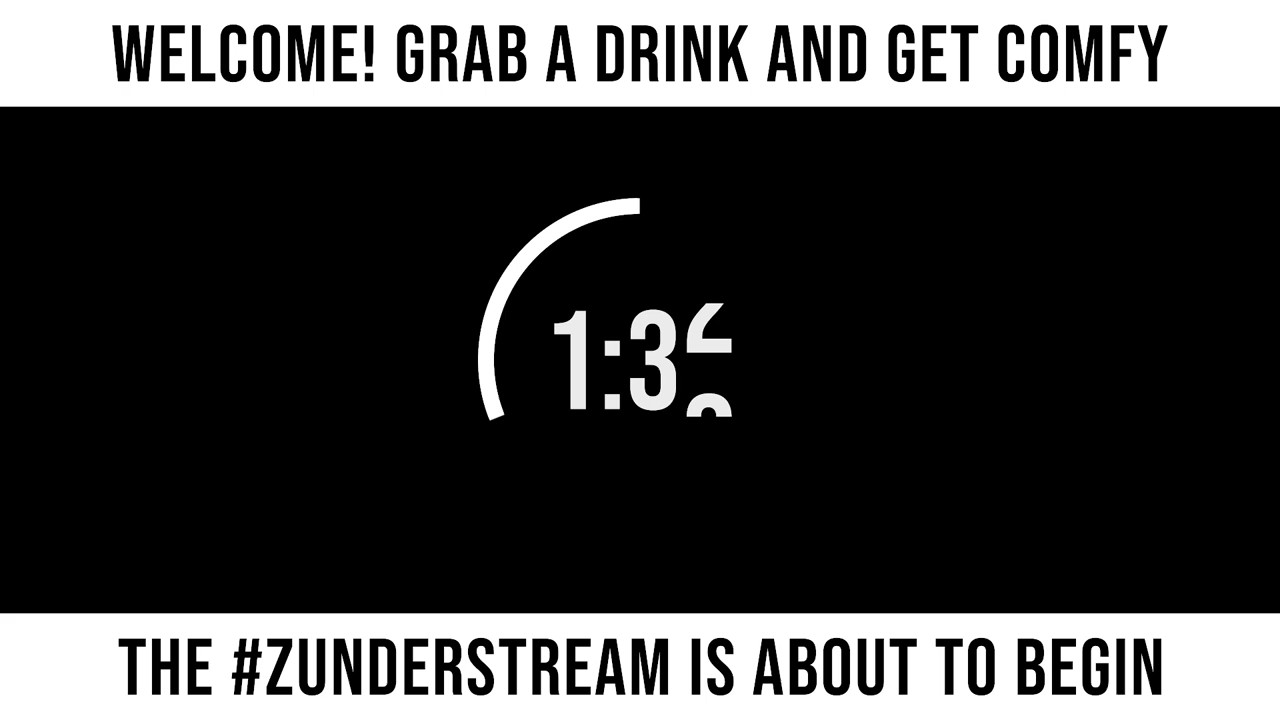 WELCOME! GRAB A DRINK AND GET COMFY
1:3
THE #ZUNDERSTREAM IS ABOUT TO BEGIN